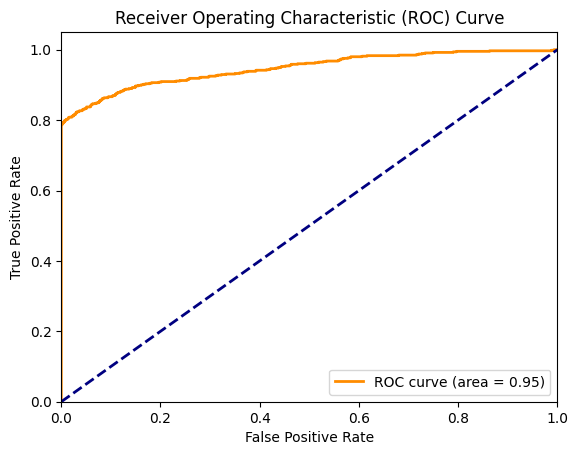 Receiver Operating Characteristic (ROC) Curve
1.0
0.8
0.6
0.4
0.2
0.0
True Positive Rate
ROC curve (area = 0.95)
0.0 0.2 0.4 0.6 0.8 1.0
False Positive Rate